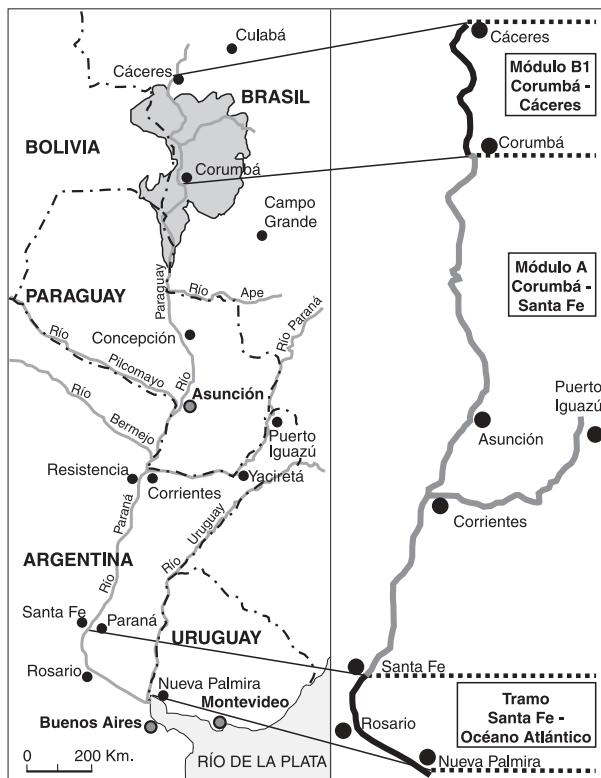 Culabá
Cáceres
BRASIL
BOLIVIA
Corumbá
Campo
Grande
Paraguay
Río
Ape
PARAGUAY
Río Paraná
Concepción
Río
Pilcomayo
Río
Asunción
Río
Bermejo
Puerto
Iguazú
Resistencia
Corrientes
Yaciretá
Paraná
Uruguay
ARGENTINA
Río
Río
Santa Fe
Paraná
URUGUAY
Rosario
Nueva Palmira
Montevideo
Buenos Aires
0 200 Km.
RÍO DE LA PLATA
Cáceres
Módulo B1
Corumbá -
Cáceres
Corumbá
Módulo A
Corumbá -
Santa Fe
Puerto
Iguazú
Asunción
Corrientes
Santa Fe
Tramo
Santa Fe -
Océano Atlántico
Rosario
Nueva Palmira